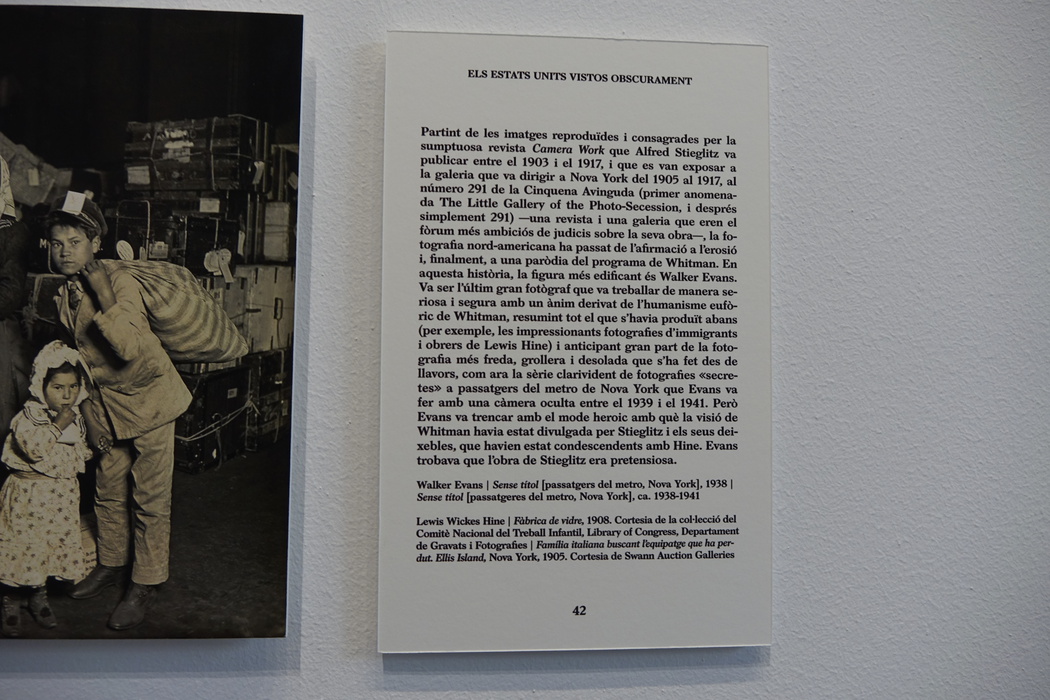 ELS ESTATS UNITS VISTOS OBSCURAMENT
Partint de les imatges reproduïdes i consagrades per la
sumptuosa revista Camera Work que Alfred Stieglitz va
publicar entre el 1903 i el 1917, i que es van exposar a
la galeria que va dirigir a Nova York del 1905 al 1917, al
número 291 de la Cinquena Avinguda (primer anomena-
da The Little Gallery of the Photo-Secession, i després
simplement 291) —una revista i una galeria que eren el
fòrum més ambiciós de judicis sobre la seva obra—, la fo-
tografia nord-americana ha passat de l'afirmació a l'erosió
i, finalment, a una paròdia del programa de Whitman. En
aquesta història, la figura més edificant és Walker Evans.
Va ser l'últim gran fotògraf que va treballar de manera se-
riosa i segura amb un ànim derivat de l'humanisme eufò-
ric de Whitman, resumint tot el que s'havia produït abans
(per exemple, les impressionants fotografies d'immigrants
i obrers de Lewis Hine) i anticipant gran part de la foto-
grafia més freda, grollera i desolada que s'ha fet des de
llavors, com ara la sèrie clarivident de fotografies «secre-
tes» a passatgers del metro de Nova York que Evans va
fer amb una càmera oculta entre el 1939 i el 1941. Però
Evans va trencar amb el mode heroic amb què la visió de
Whitman havia estat divulgada per Stieglitz i els seus dei-
xebles, que havien estat condescendents amb Hine. Evans
trobava que l'obra de Stieglitz era pretensiosa.
Walker Evans | Sense títol [passatgers del metro, Nova York], 1938 |
Sense títol [passatgeres del metro, Nova York], ca. 1938-1941
Lewis Wickes Hine | Fàbrica de vidre, 1908. Cortesia de la col·lecció del
Comitè Nacional del Treball Infantil, Library of Congress, Departament
de Gravats i Fotografies | Família italiana buscant l'equipatge que ha per-
dut. Ellis Island, Nova York, 1905. Cortesia de Swann Auction Galleries
42